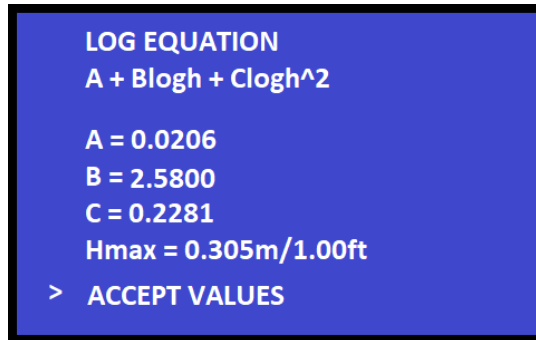 LOG EQUATION
A + Blogh + Clogh^2
A = 0.0206
B = 2.5800
C = 0.2281
Hmax = 0.305m/1.00ft
> ACCEPT VALUES